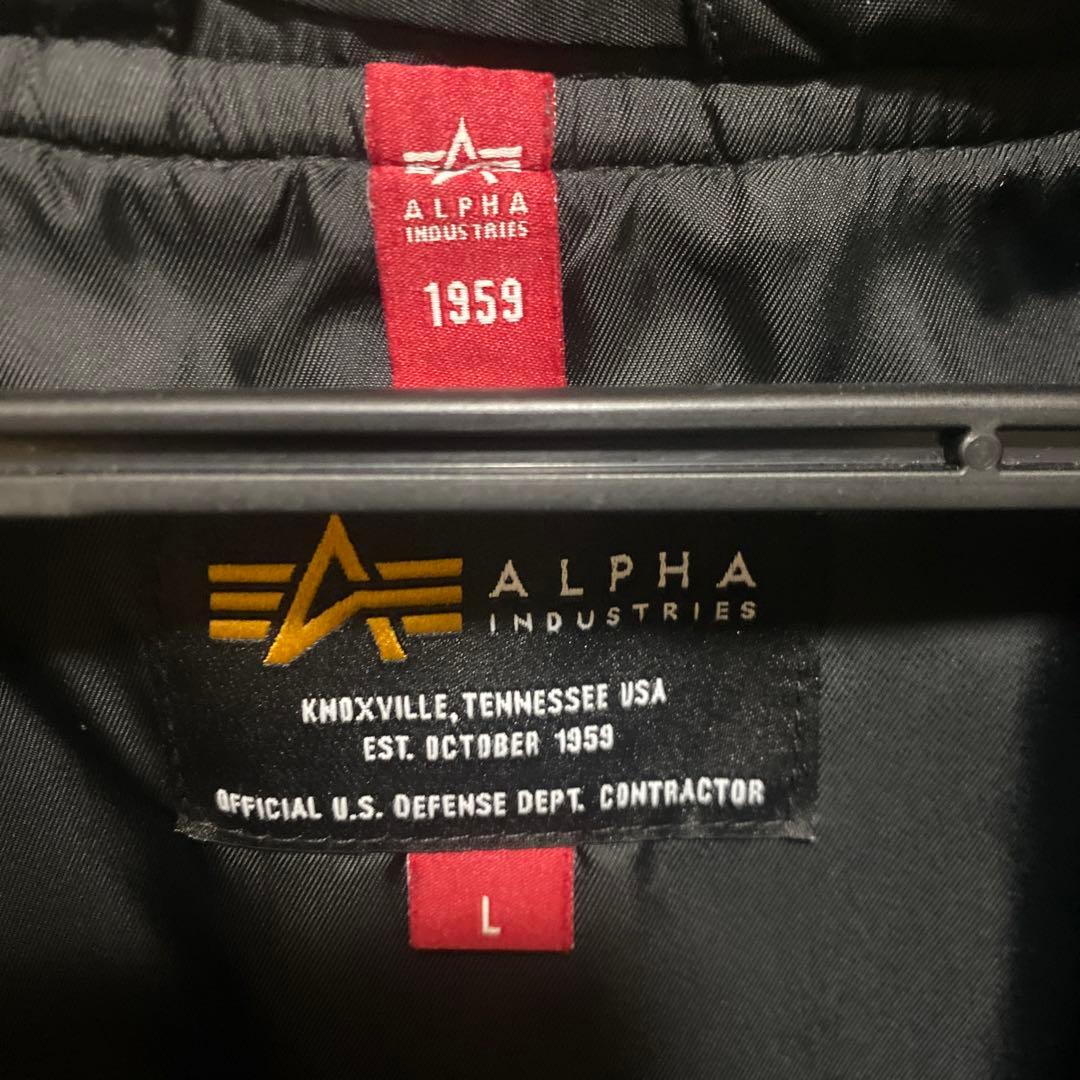 ALPHA
INDUSTRIES
1959
ALPHA
INDUSTRIES
KNOXVILLE, TENNESSEE USA
EST. OCTOBER 1959
OFFICIAL U.S. DEFENSE DEPT. CONTRACTOR
L